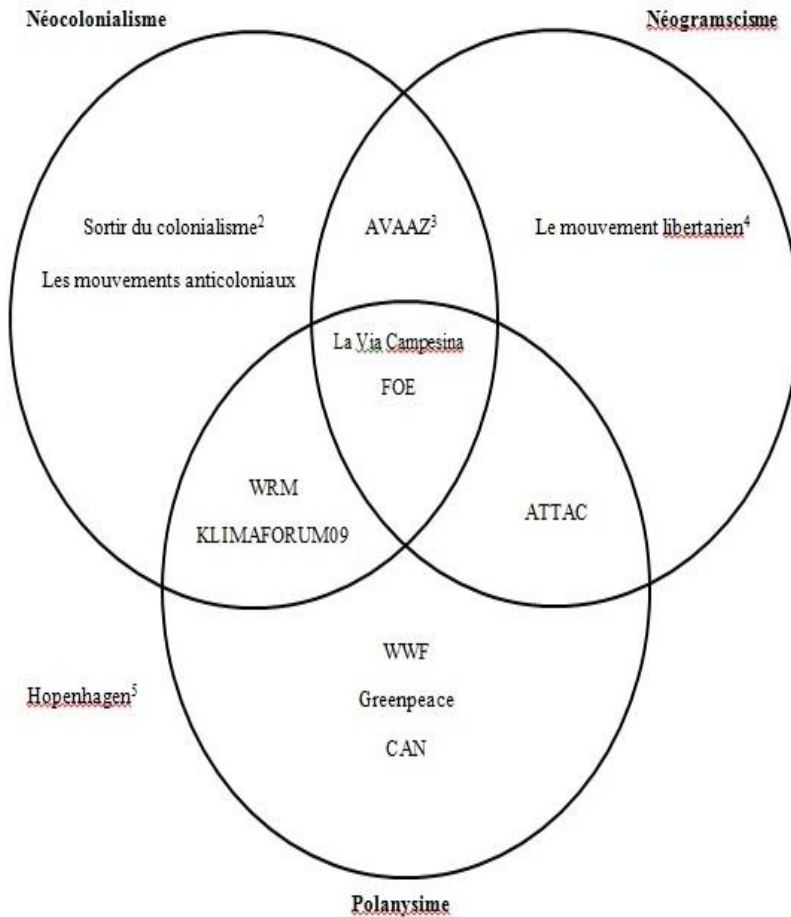 Néocolonialisme
Néogramscisme
Sortir du colonialisme²
AVAAZ³
Le mouvement libertarien⁴
Les mouvements anticoloniaux
La Via Campesina
FOE
WRM
KLIMAFORUM09
ATTAC
WWF
Hopenhagen⁵
Greenpeace
CAN
Polanysime